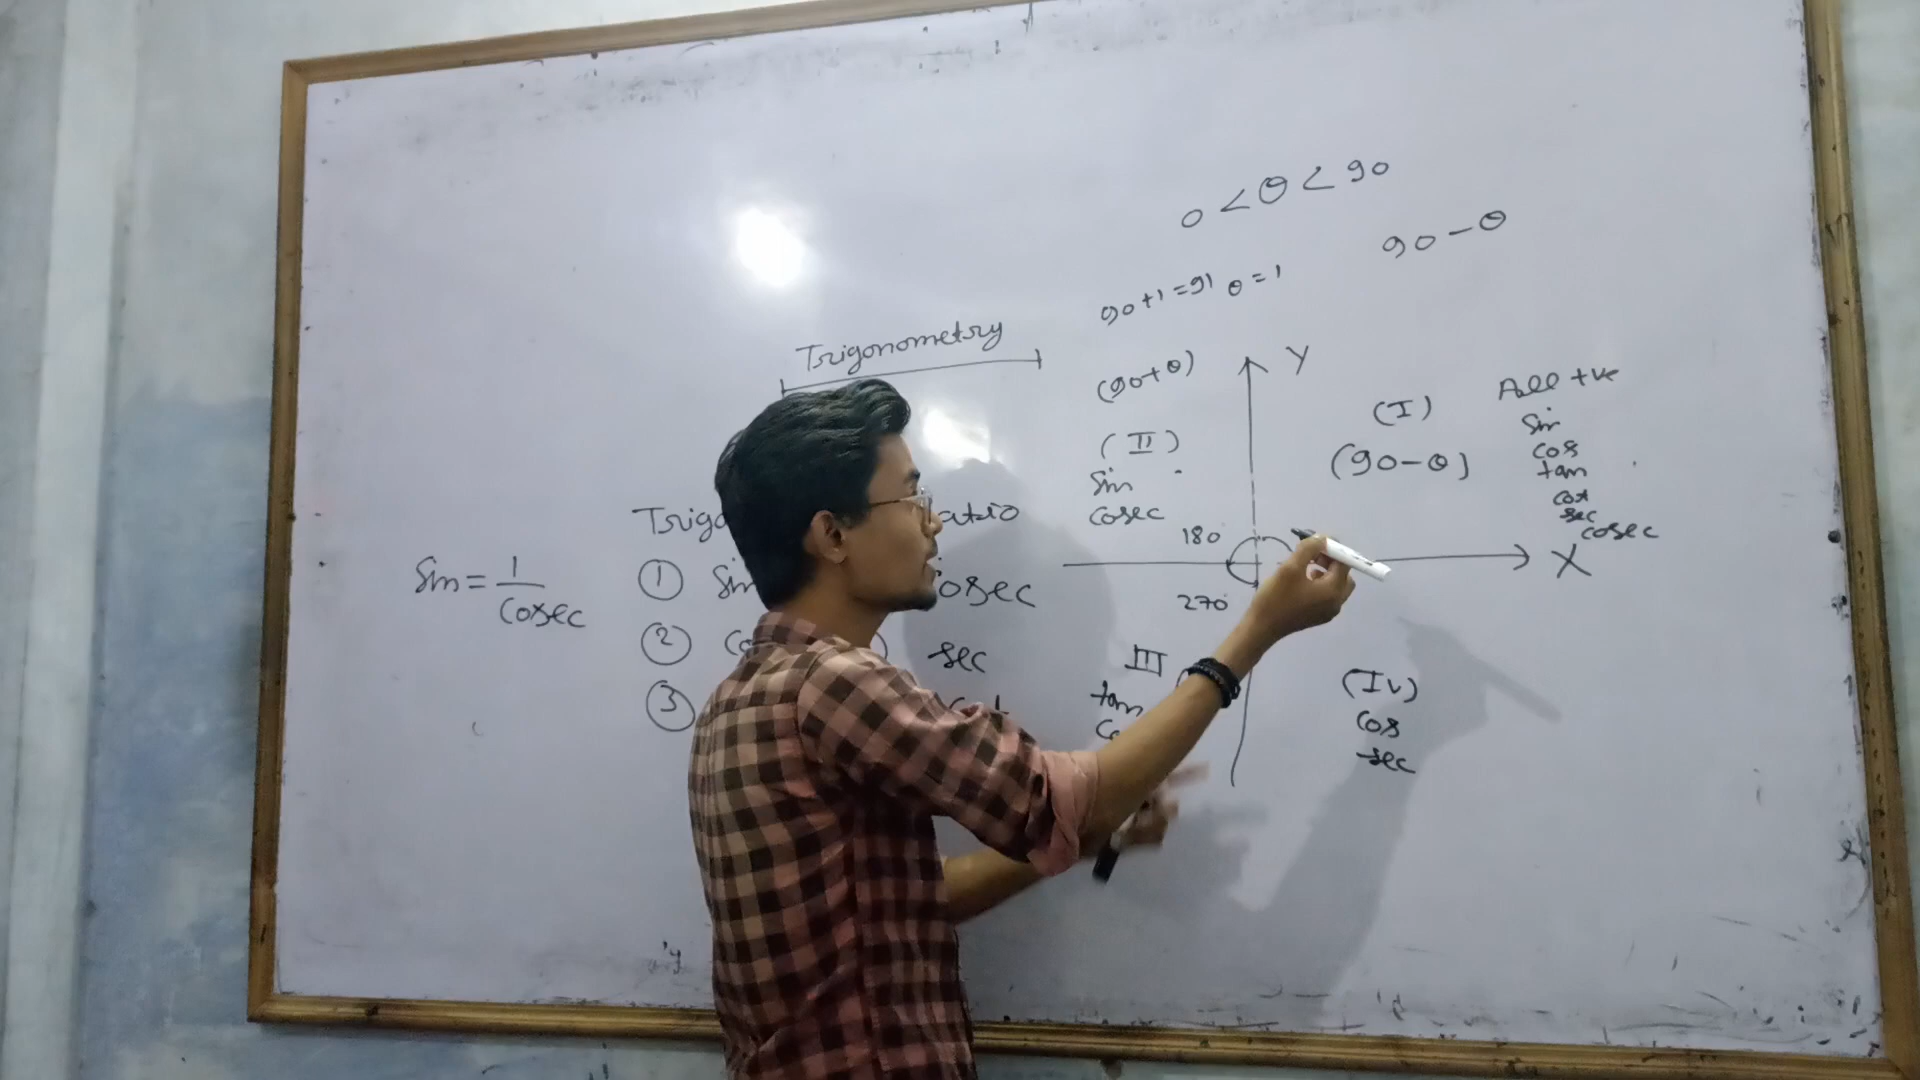 0 < θ < 90
90 - θ
90+1=91 θ=1
Trigonometry
(90+θ)
Y
(I)
All +ve
(II)
(90-θ)
sin
cos
tan
cot
sec
cosec
sin
cosec
180
X
270
sin = 1/cosec
① sin
② sec
③
III
tan
(IV)
cos
sec